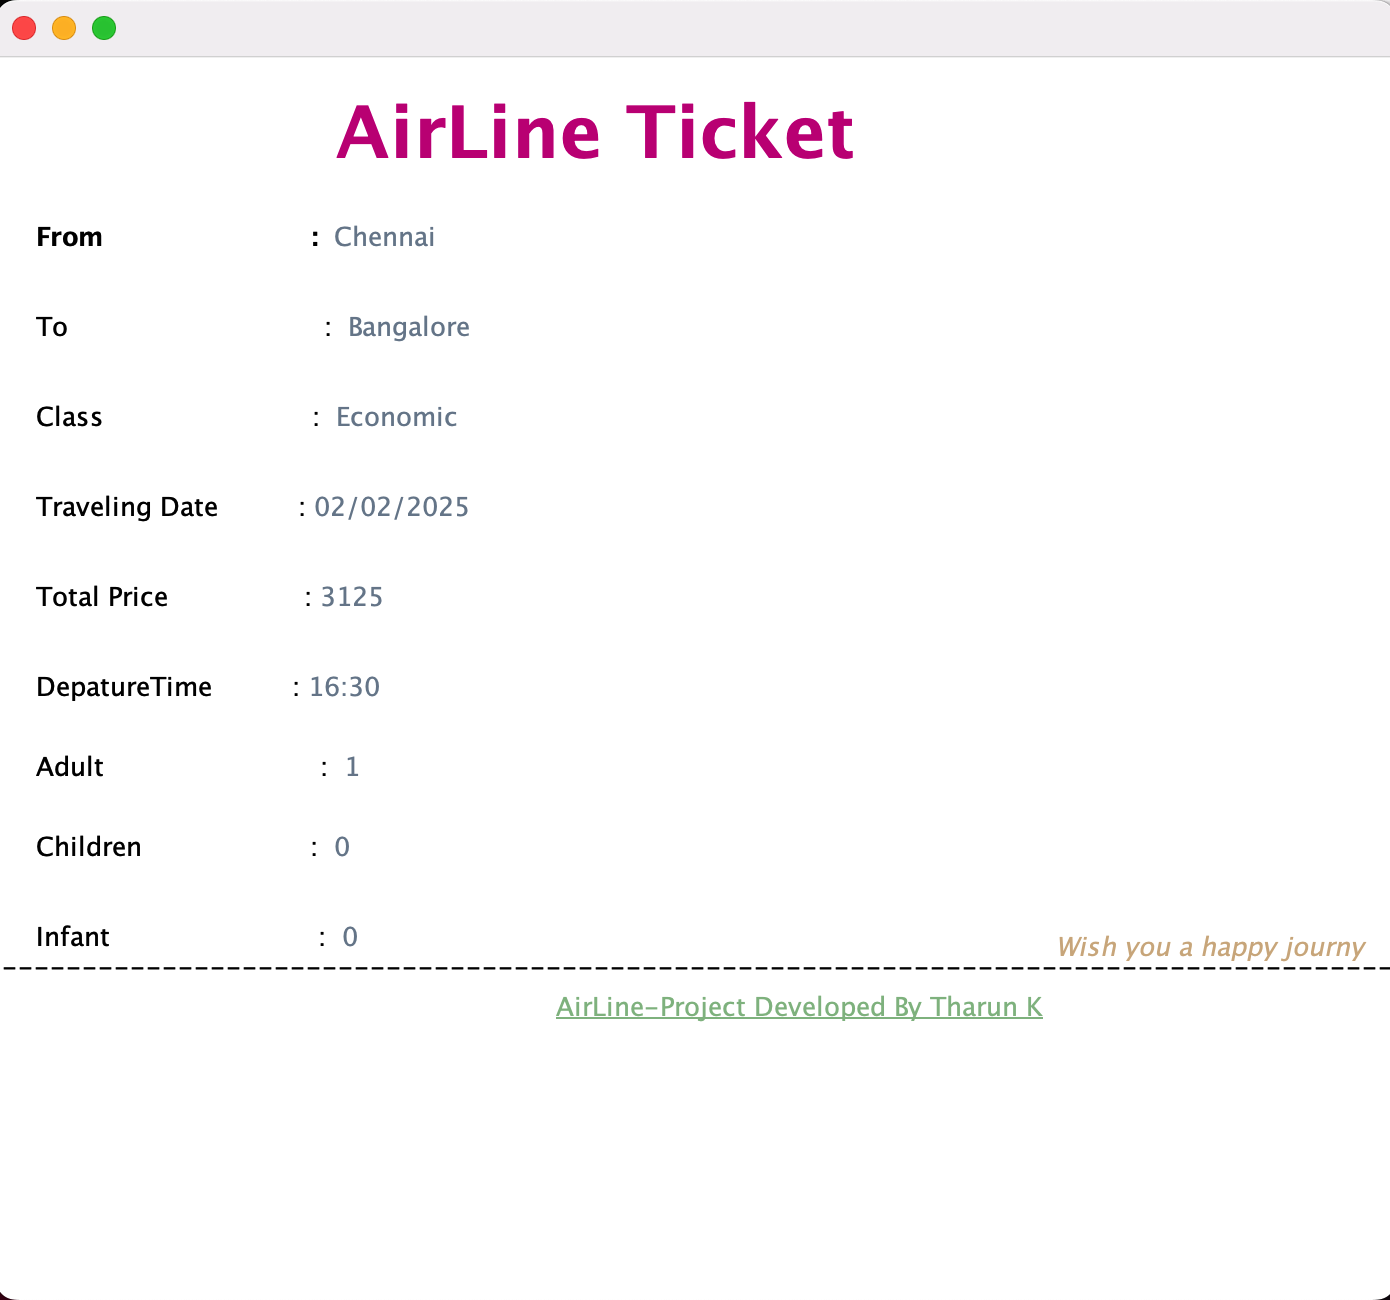 AirLine Ticket
From : Chennai
To : Bangalore
Class : Economic
Traveling Date : 02/02/2025
Total Price : 3125
DepatureTime : 16:30
Adult : 1
Children : 0
Infant : 0
Wish you a happy journy
AirLine-Project Developed By Tharun K